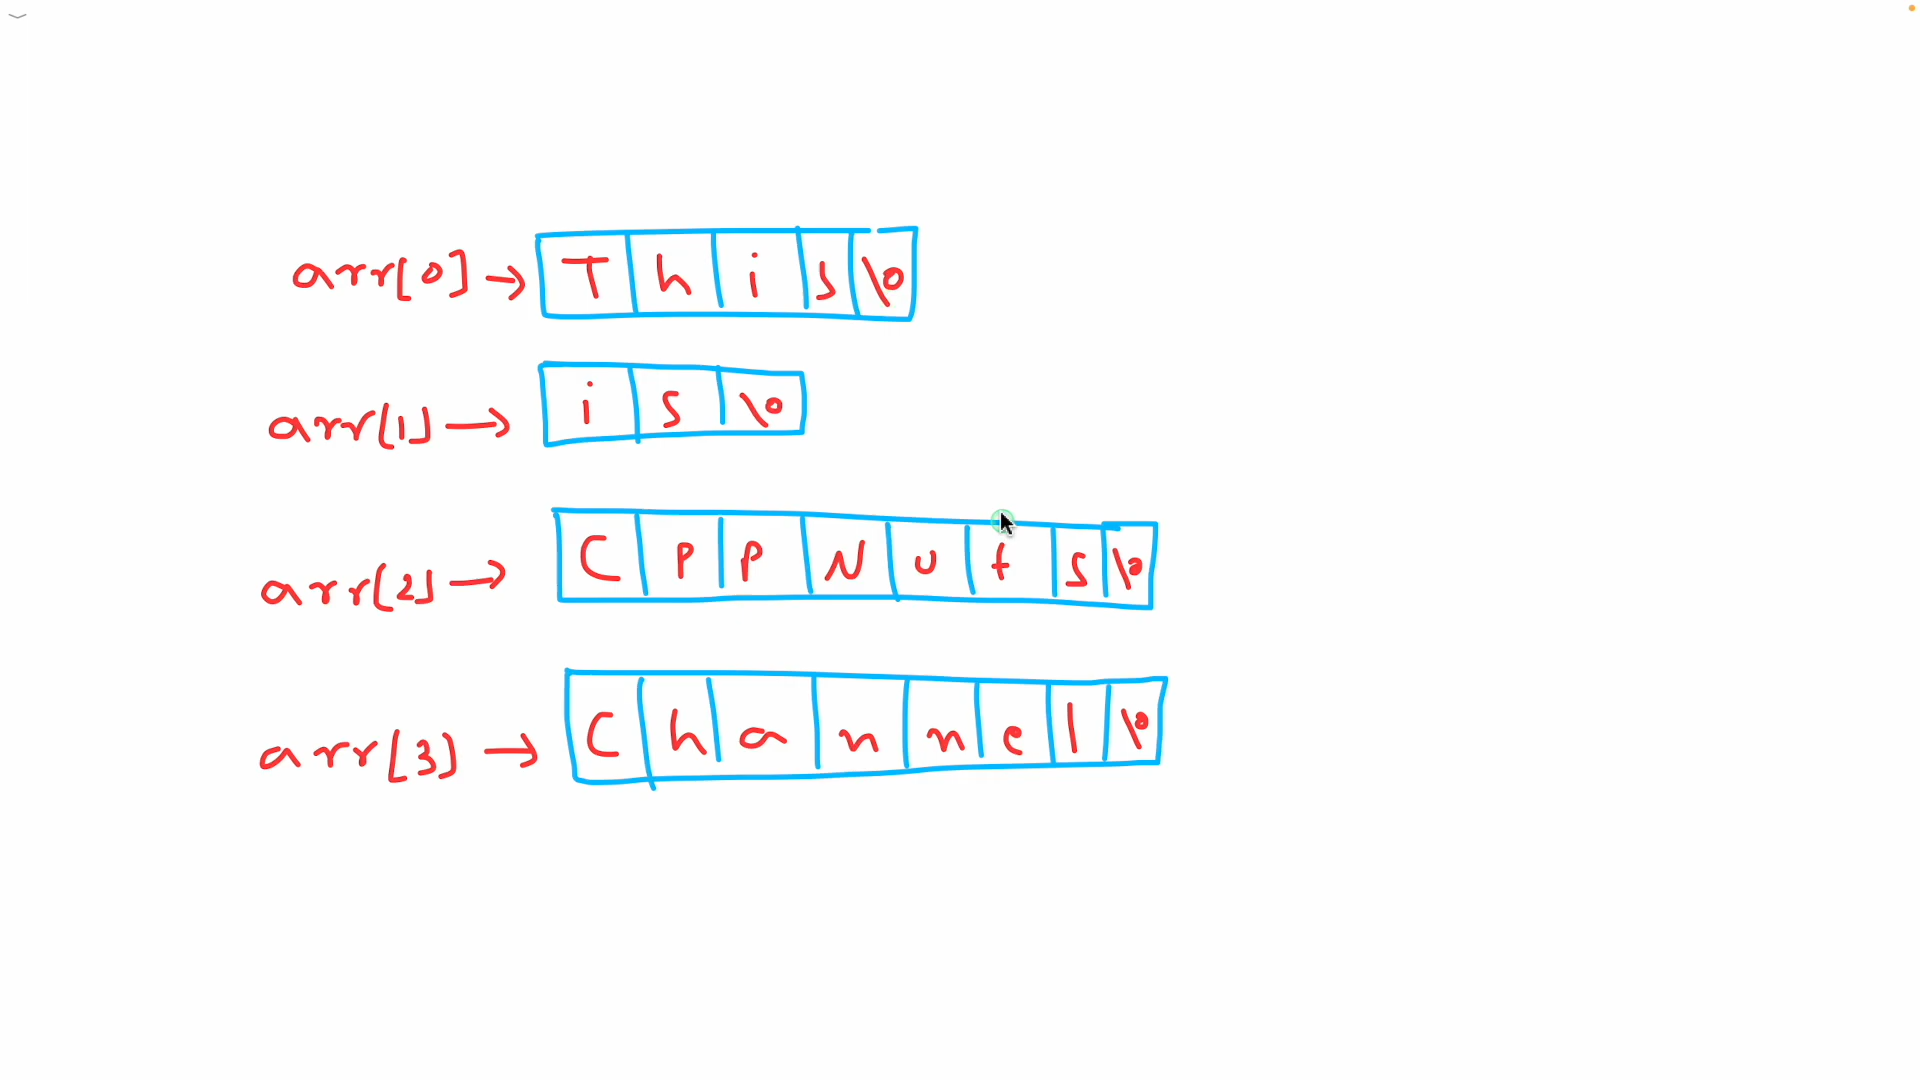 arr[0] → T h i s \0
arr[1] → i s \0
arr[2] → C p p N u t s \0
arr[3] → C h a n n e l \0